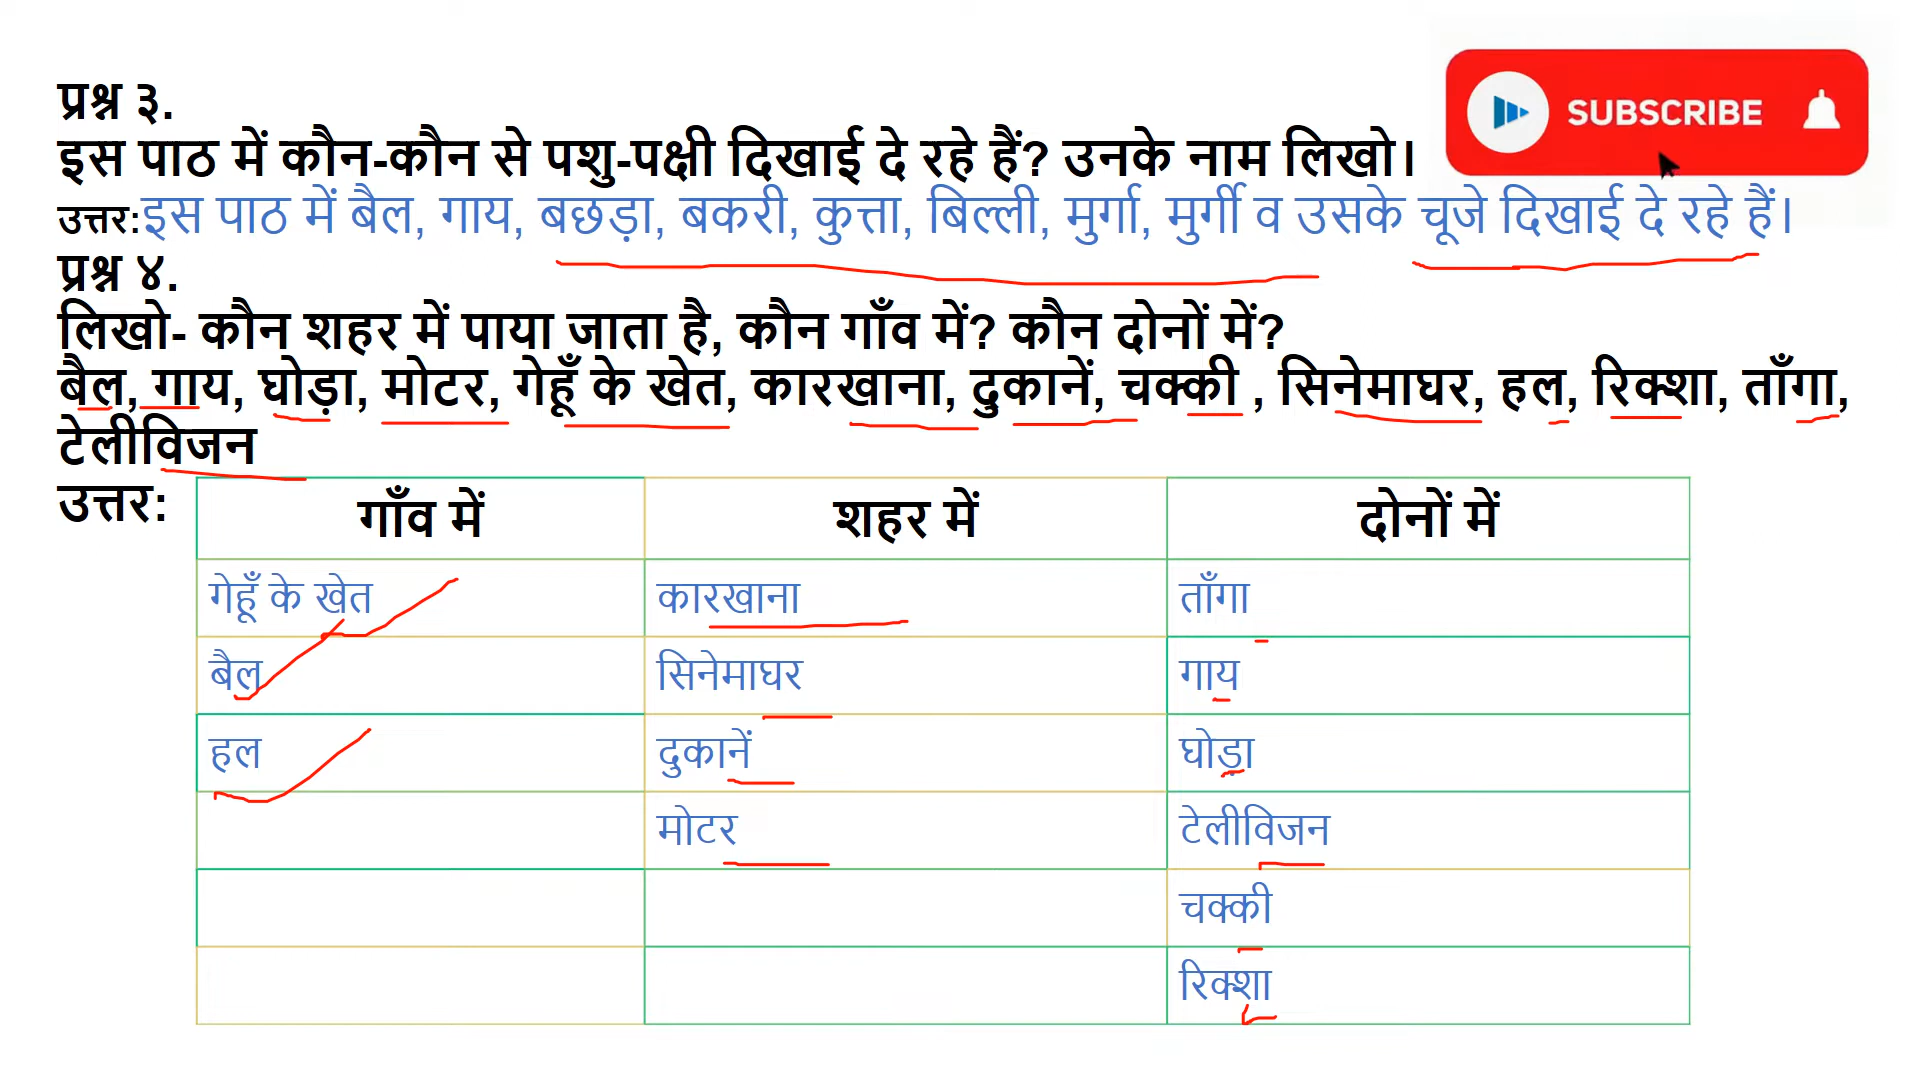 SUBSCRIBE
प्रश्न ३.
इस पाठ में कौन-कौन से पशु-पक्षी दिखाई दे रहे हैं? उनके नाम लिखो।
उत्तर:इस पाठ में बैल, गाय, बछड़ा, बकरी, कुत्ता, बिल्ली, मुर्गा, मुर्गी व उसके चूजे दिखाई दे रहे हैं।
प्रश्न ४.
लिखो- कौन शहर में पाया जाता है, कौन गाँव में? कौन दोनों में?
बैल, गाय, घोड़ा, मोटर, गेहूँ के खेत, कारखाना, दुकानें, चक्की , सिनेमाघर, हल, रिक्शा, ताँगा,
टेलीविजन
उत्तर:
गाँव में शहर में दोनों में
गेहूँ के खेत कारखाना ताँगा
बैल सिनेमाघर गाय
हल दुकानें घोड़ा
मोटर टेलीविजन
चक्की
रिक्शा